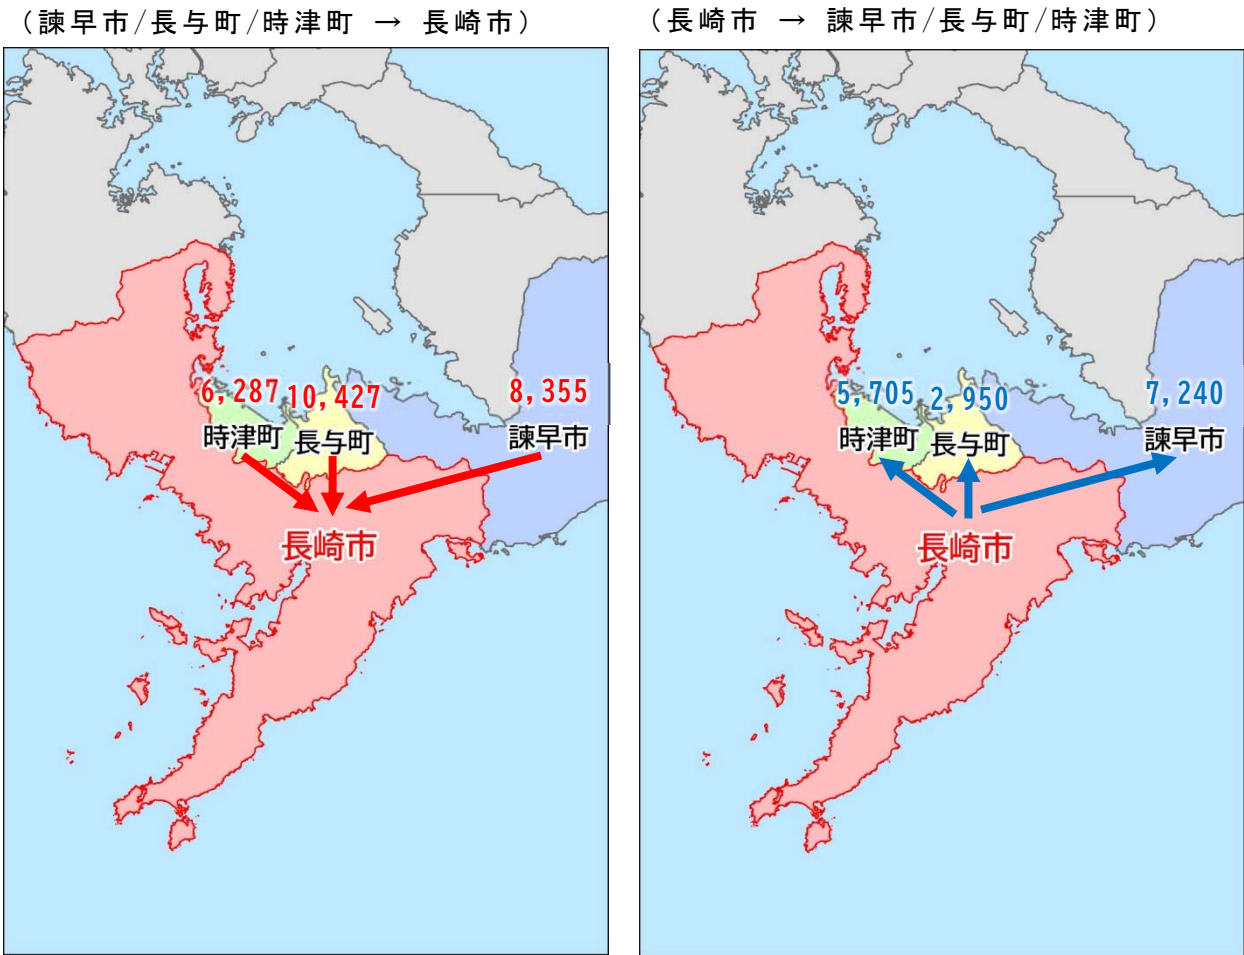 （諫早市/長与町/時津町 → 長崎市）
6,287
10,427
8,355
時津町
長与町
諫早市
長崎市
（長崎市 → 諫早市/長与町/時津町）
5,705
2,950
7,240
時津町
長与町
諫早市
長崎市